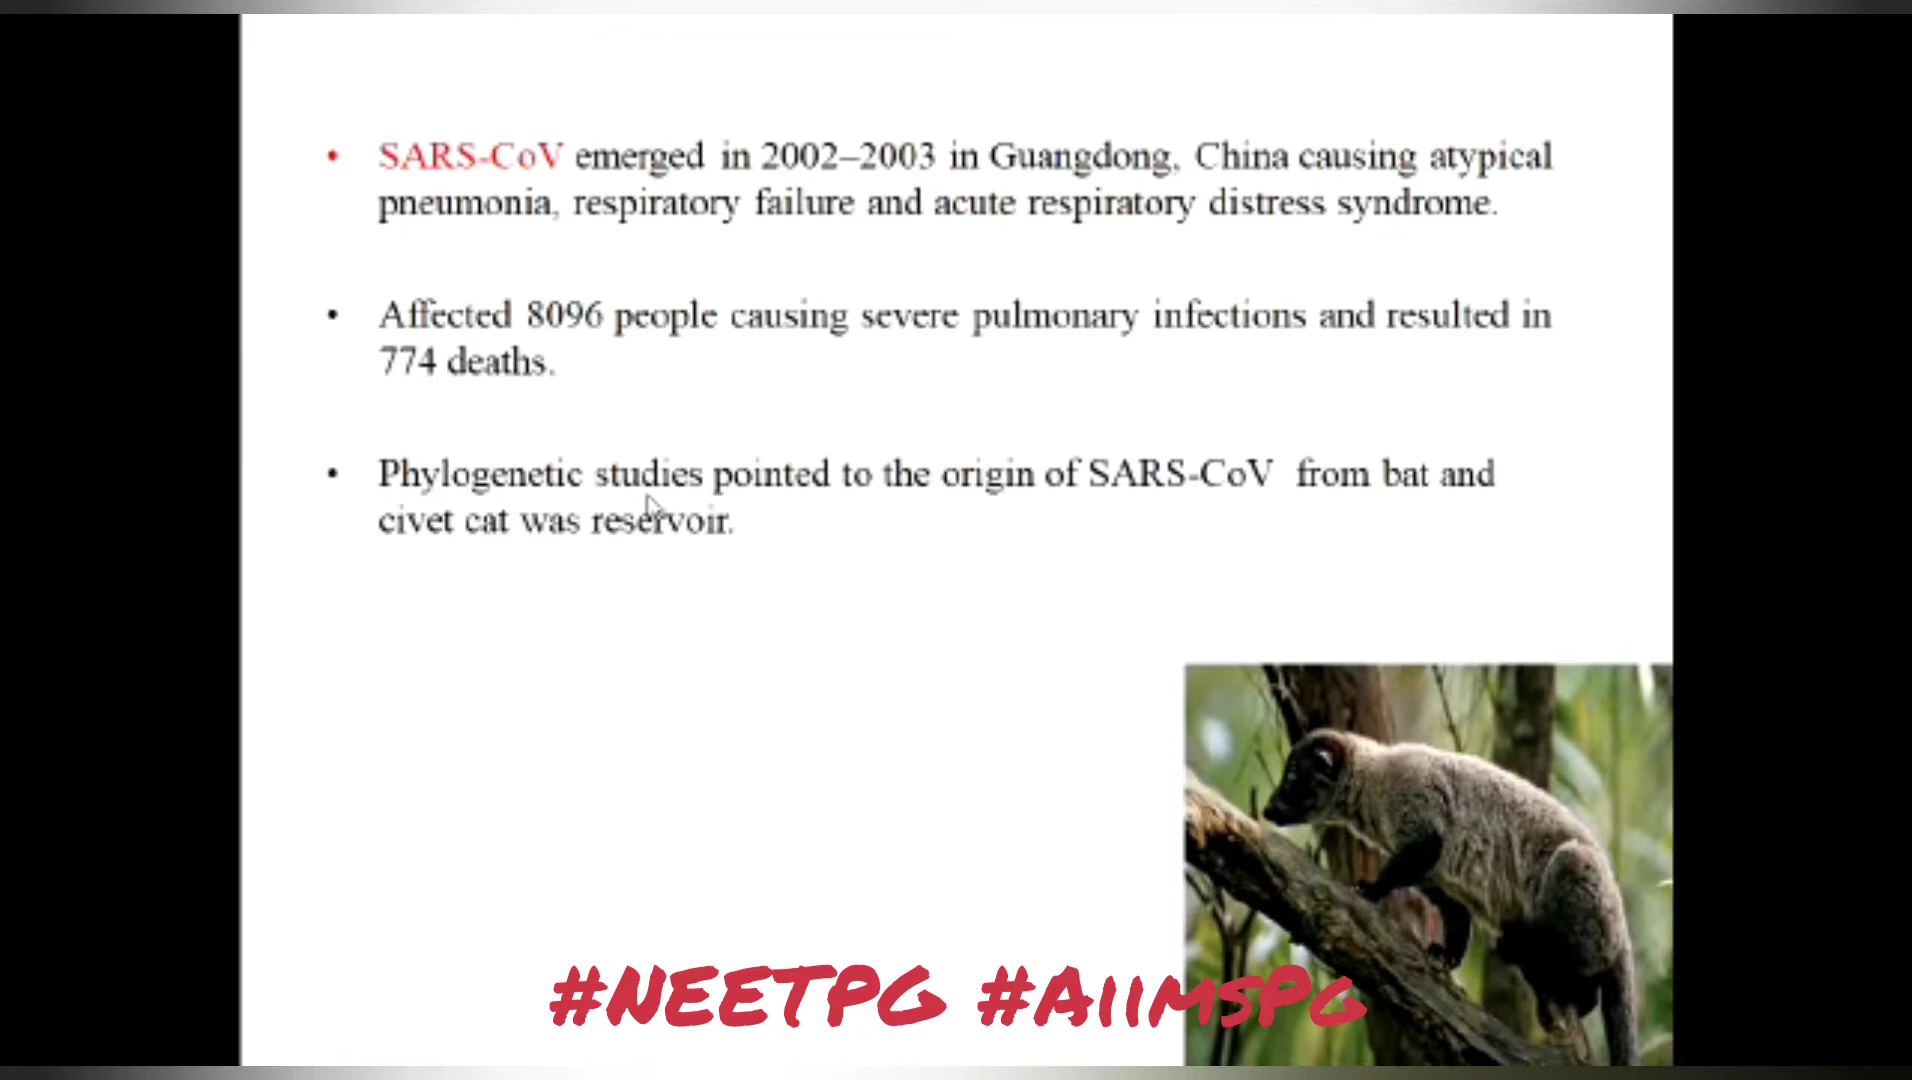 • SARS-CoV emerged in 2002–2003 in Guangdong, China causing atypical
pneumonia, respiratory failure and acute respiratory distress syndrome.
• Affected 8096 people causing severe pulmonary infections and resulted in
774 deaths.
• Phylogenetic studies pointed to the origin of SARS-CoV from bat and
civet cat was reservoir.
#NEETPG #AIIMSPG